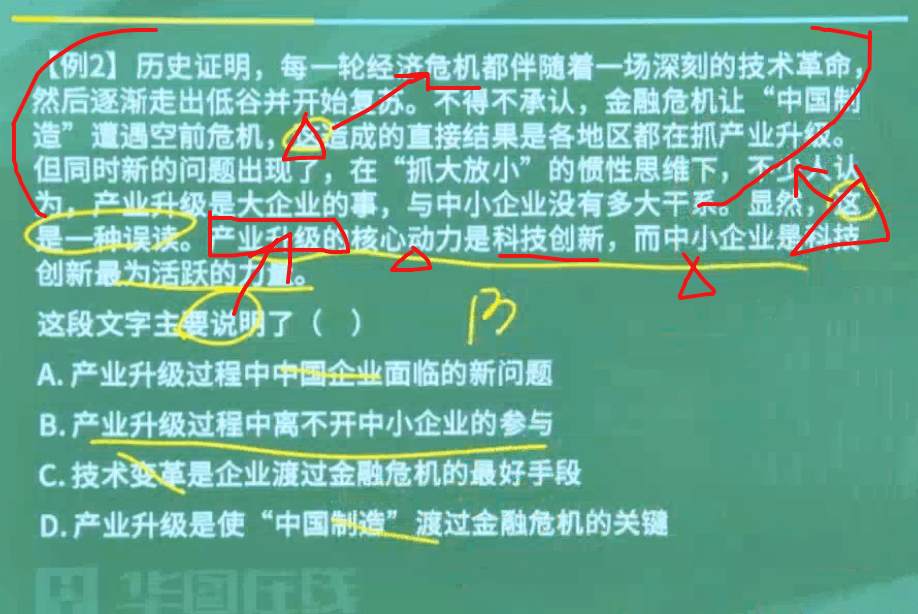 【例2】历史证明，每一轮经济危机都伴随着一场深刻的技术革命，
然后逐渐走出低谷并开始复苏。不得不承认，金融危机让“中国制
造”遭遇空前危机，造成的直接结果是各地区都在抓产业升级。
但同时新的问题出现了，在“抓大放小”的惯性思维下，不少人认
为，产业升级是大企业的事，与中小企业没有多大干系。显然，这
是一种误读。产业升级的核心动力是科技创新，而中小企业是科技
创新最为活跃的力量。
这段文字主要说明了（ ）
B
A. 产业升级过程中中国企业面临的新问题
B. 产业升级过程中离不开中小企业的参与
C. 技术变革是企业渡过金融危机的最好手段
D. 产业升级是使“中国制造”渡过金融危机的关键
华图在线